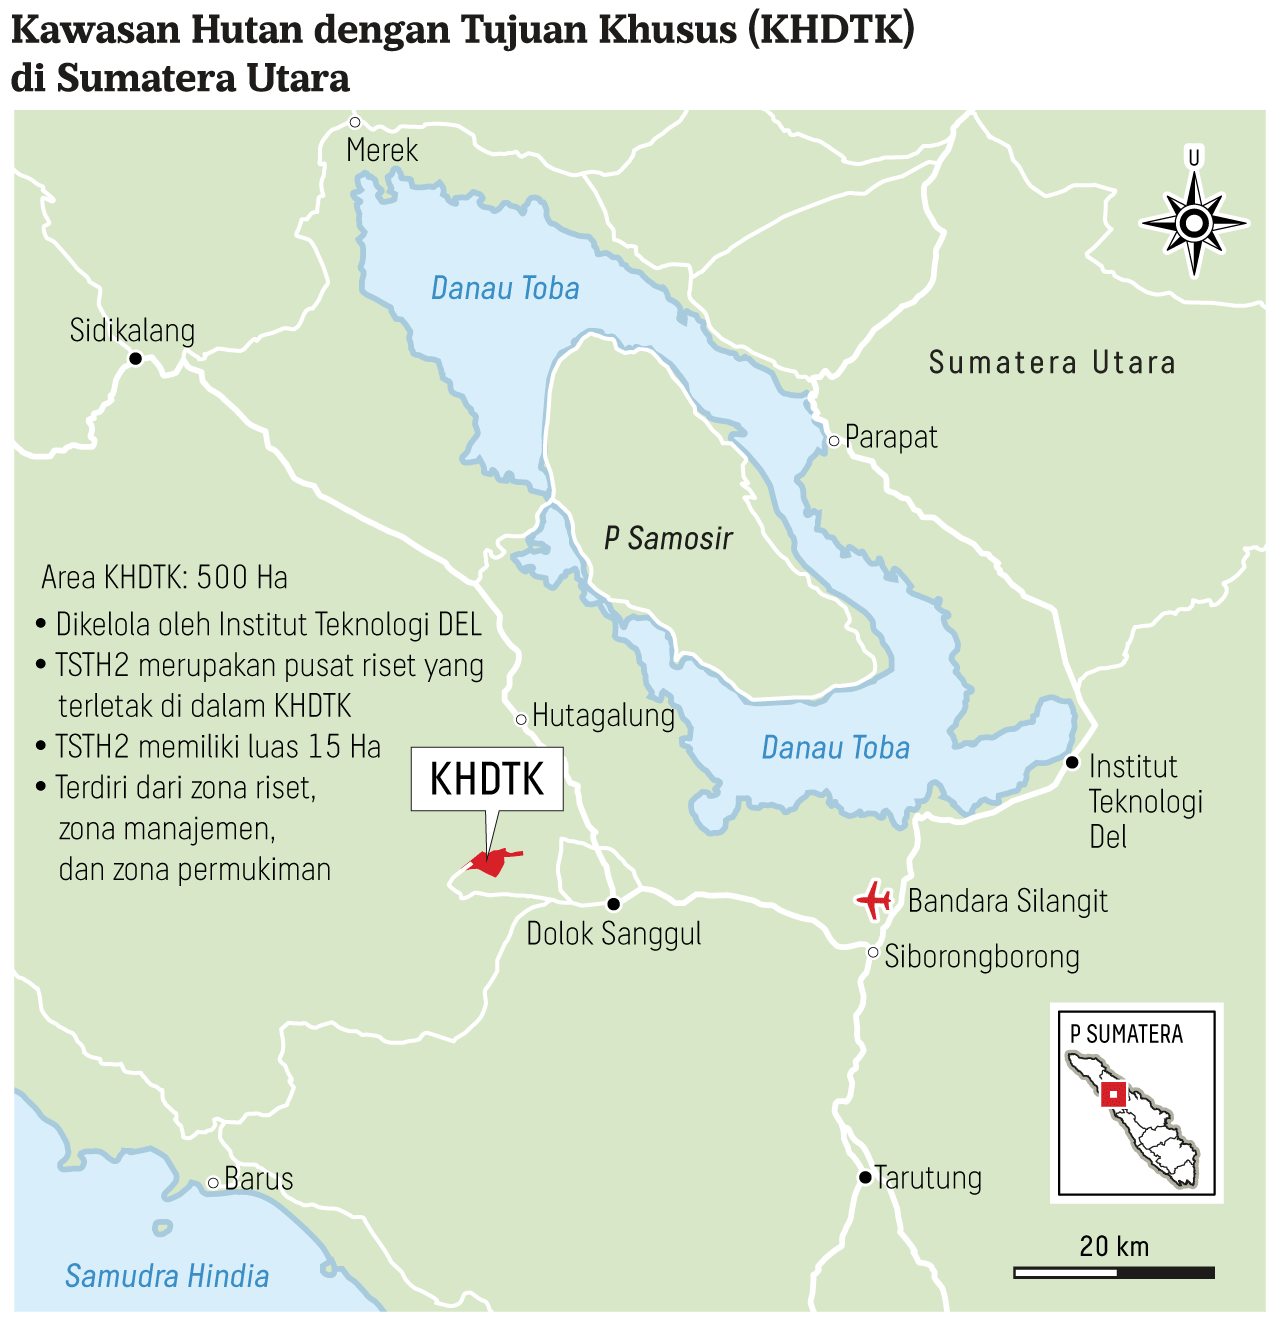 Kawasan Hutan dengan Tujuan Khusus (KHDTK)
di Sumatera Utara
Merek
U
Danau Toba
Sidikalang
Sumatera Utara
Parapat
P Samosir
Area KHDTK: 500 Ha
• Dikelola oleh Institut Teknologi DEL
• TSTH2 merupakan pusat riset yang
terletak di dalam KHDTK
• TSTH2 memiliki luas 15 Ha
• Terdiri dari zona riset,
zona manajemen,
dan zona permukiman
Hutagalung
Danau Toba
KHDTK
Institut
Teknologi
Del
Bandara Silangit
Dolok Sanggul
Siborongborong
P SUMATERA
Barus
Tarutung
20 km
Samudra Hindia